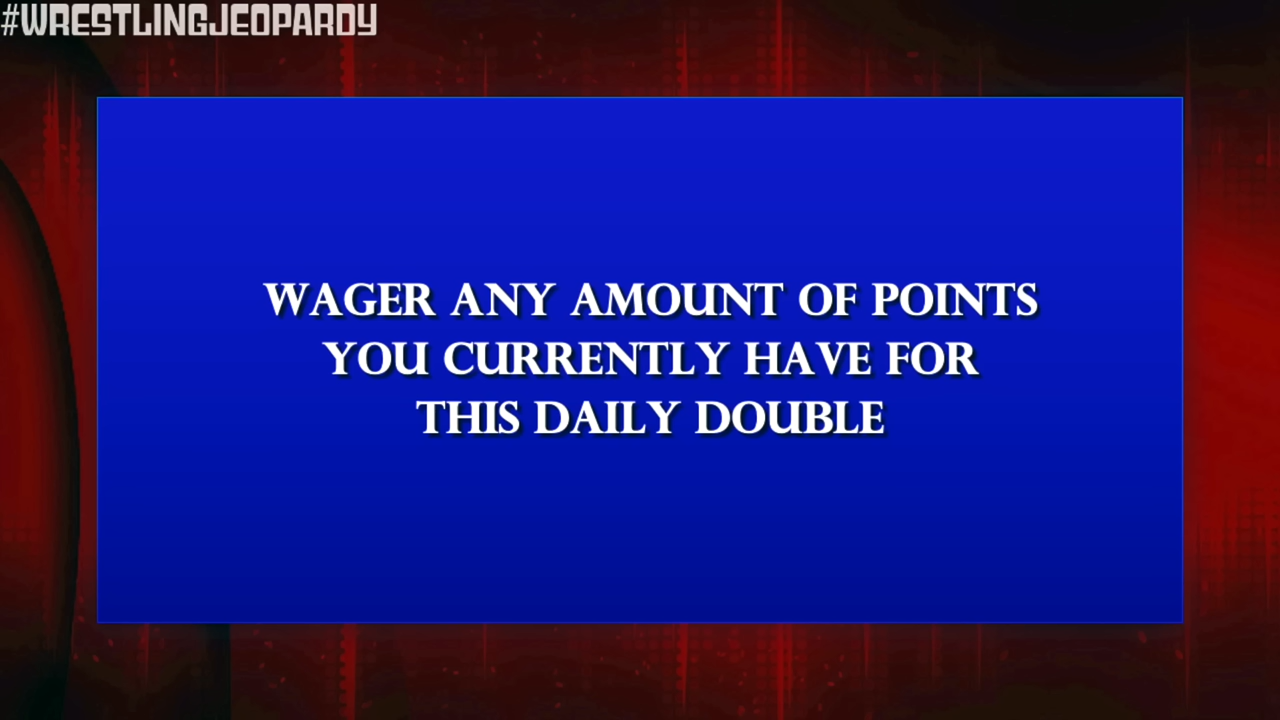 #WRESTLINGJEOPARDY
WAGER ANY AMOUNT OF POINTS
YOU CURRENTLY HAVE FOR
THIS DAILY DOUBLE